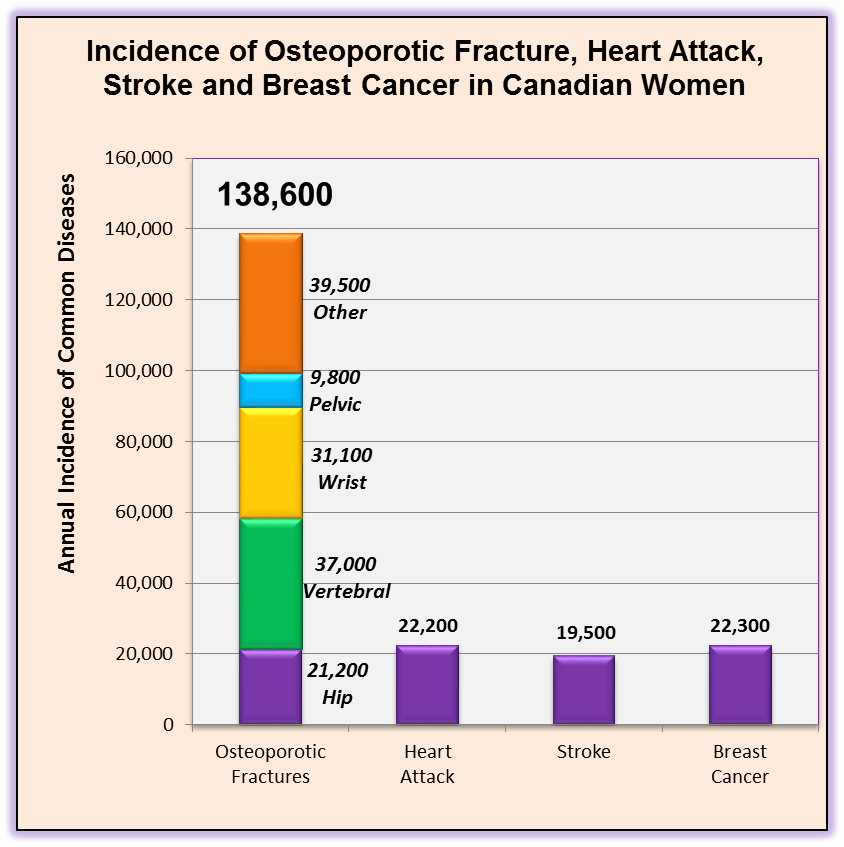 Incidence of Osteoporotic Fracture, Heart Attack,
Stroke and Breast Cancer in Canadian Women
Annual Incidence of Common Diseases
160,000
140,000
120,000
100,000
80,000
60,000
40,000
20,000
0
138,600
39,500
Other
9,800
Pelvic
31,100
Wrist
37,000
Vertebral
21,200
Hip
22,200
19,500
22,300
Osteoporotic
Fractures
Heart
Attack
Stroke
Breast
Cancer